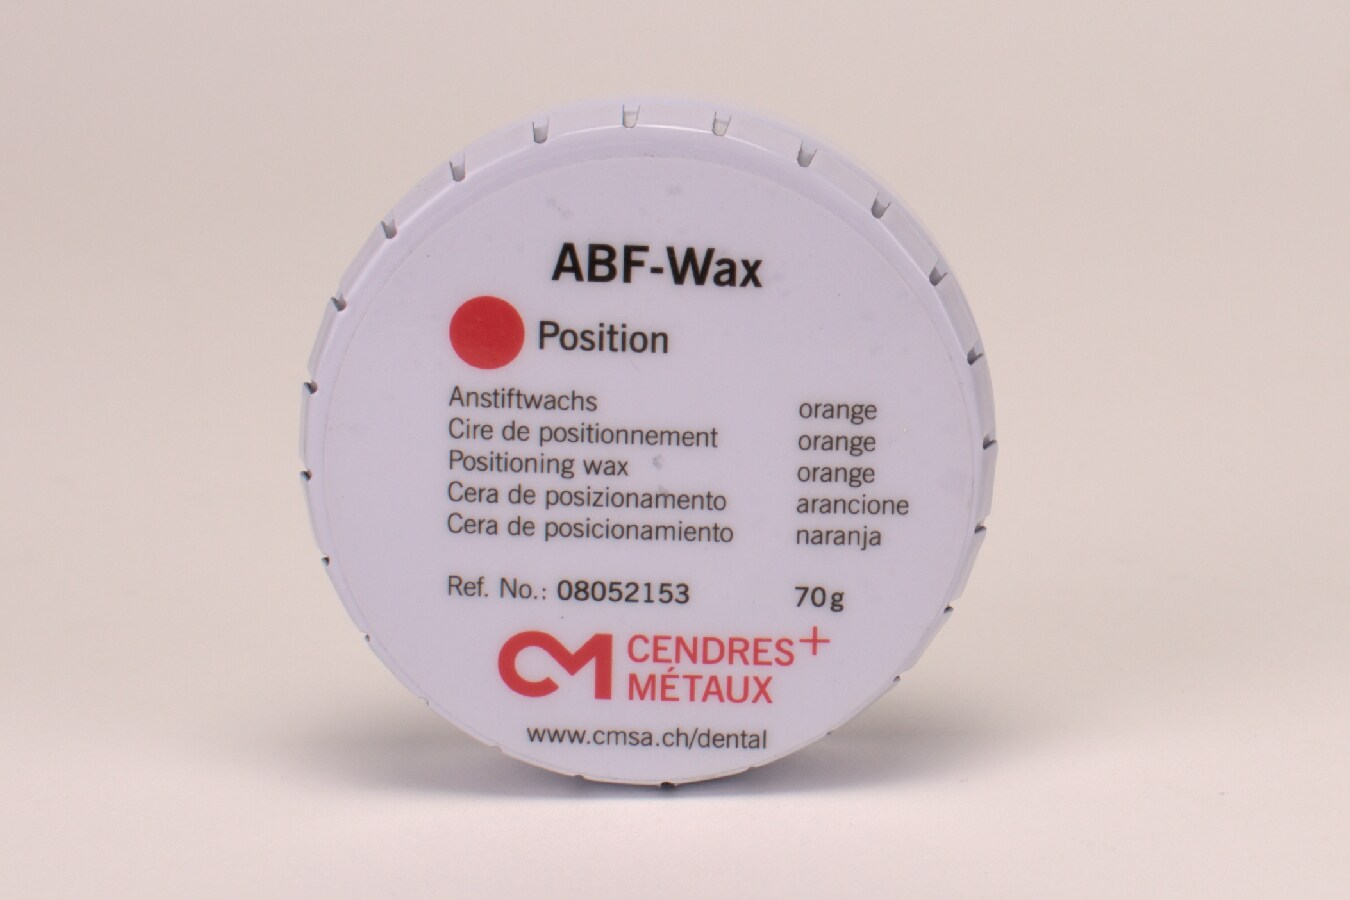 ABF-Wax
Position
Anstiftwachs orange
Cire de positionnement orange
Positioning wax orange
Cera de posizionamento arancione
Cera de posicionamiento naranja
Ref. No.: 08052153 70g
CM CENDRES+
MÉTAUX
www.cmsa.ch/dental